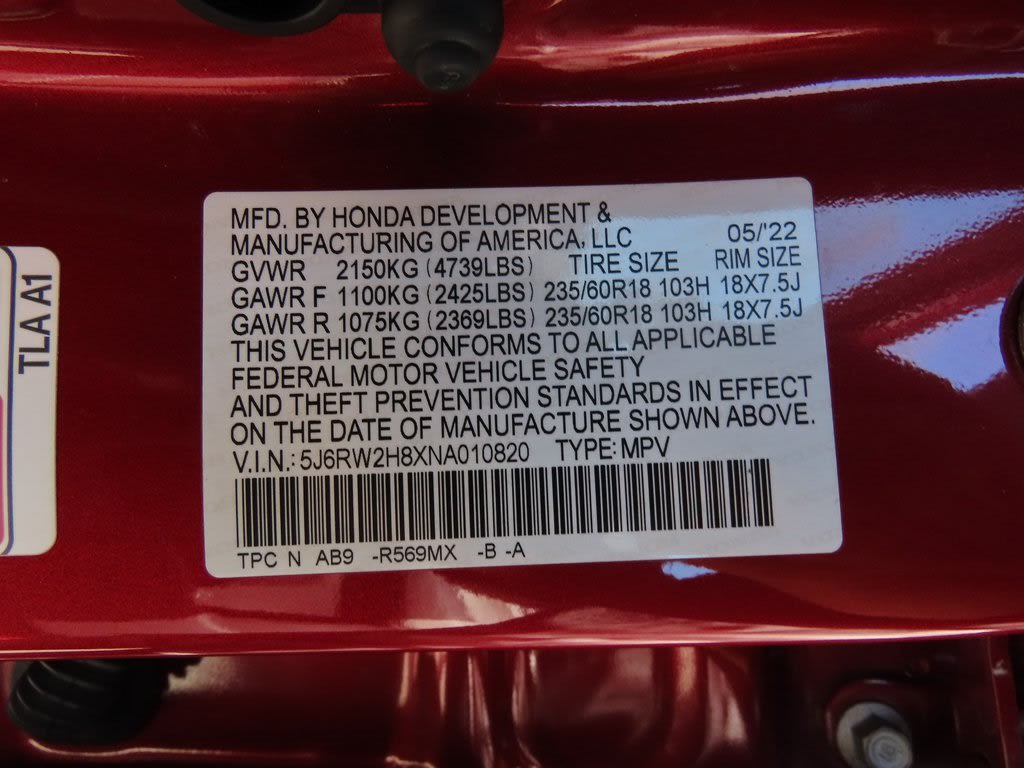 MFD. BY HONDA DEVELOPMENT &
MANUFACTURING OF AMERICA, LLC 05/'22
GVWR 2150KG (4739LBS) TIRE SIZE RIM SIZE
GAWR F 1100KG (2425LBS) 235/60R18 103H 18X7.5J
GAWR R 1075KG (2369LBS) 235/60R18 103H 18X7.5J
THIS VEHICLE CONFORMS TO ALL APPLICABLE
FEDERAL MOTOR VEHICLE SAFETY
AND THEFT PREVENTION STANDARDS IN EFFECT
ON THE DATE OF MANUFACTURE SHOWN ABOVE.
V.I.N.: 5J6RW2H8XNA010820 TYPE: MPV
TPC N AB9 -R569MX -B -A
TLA A1